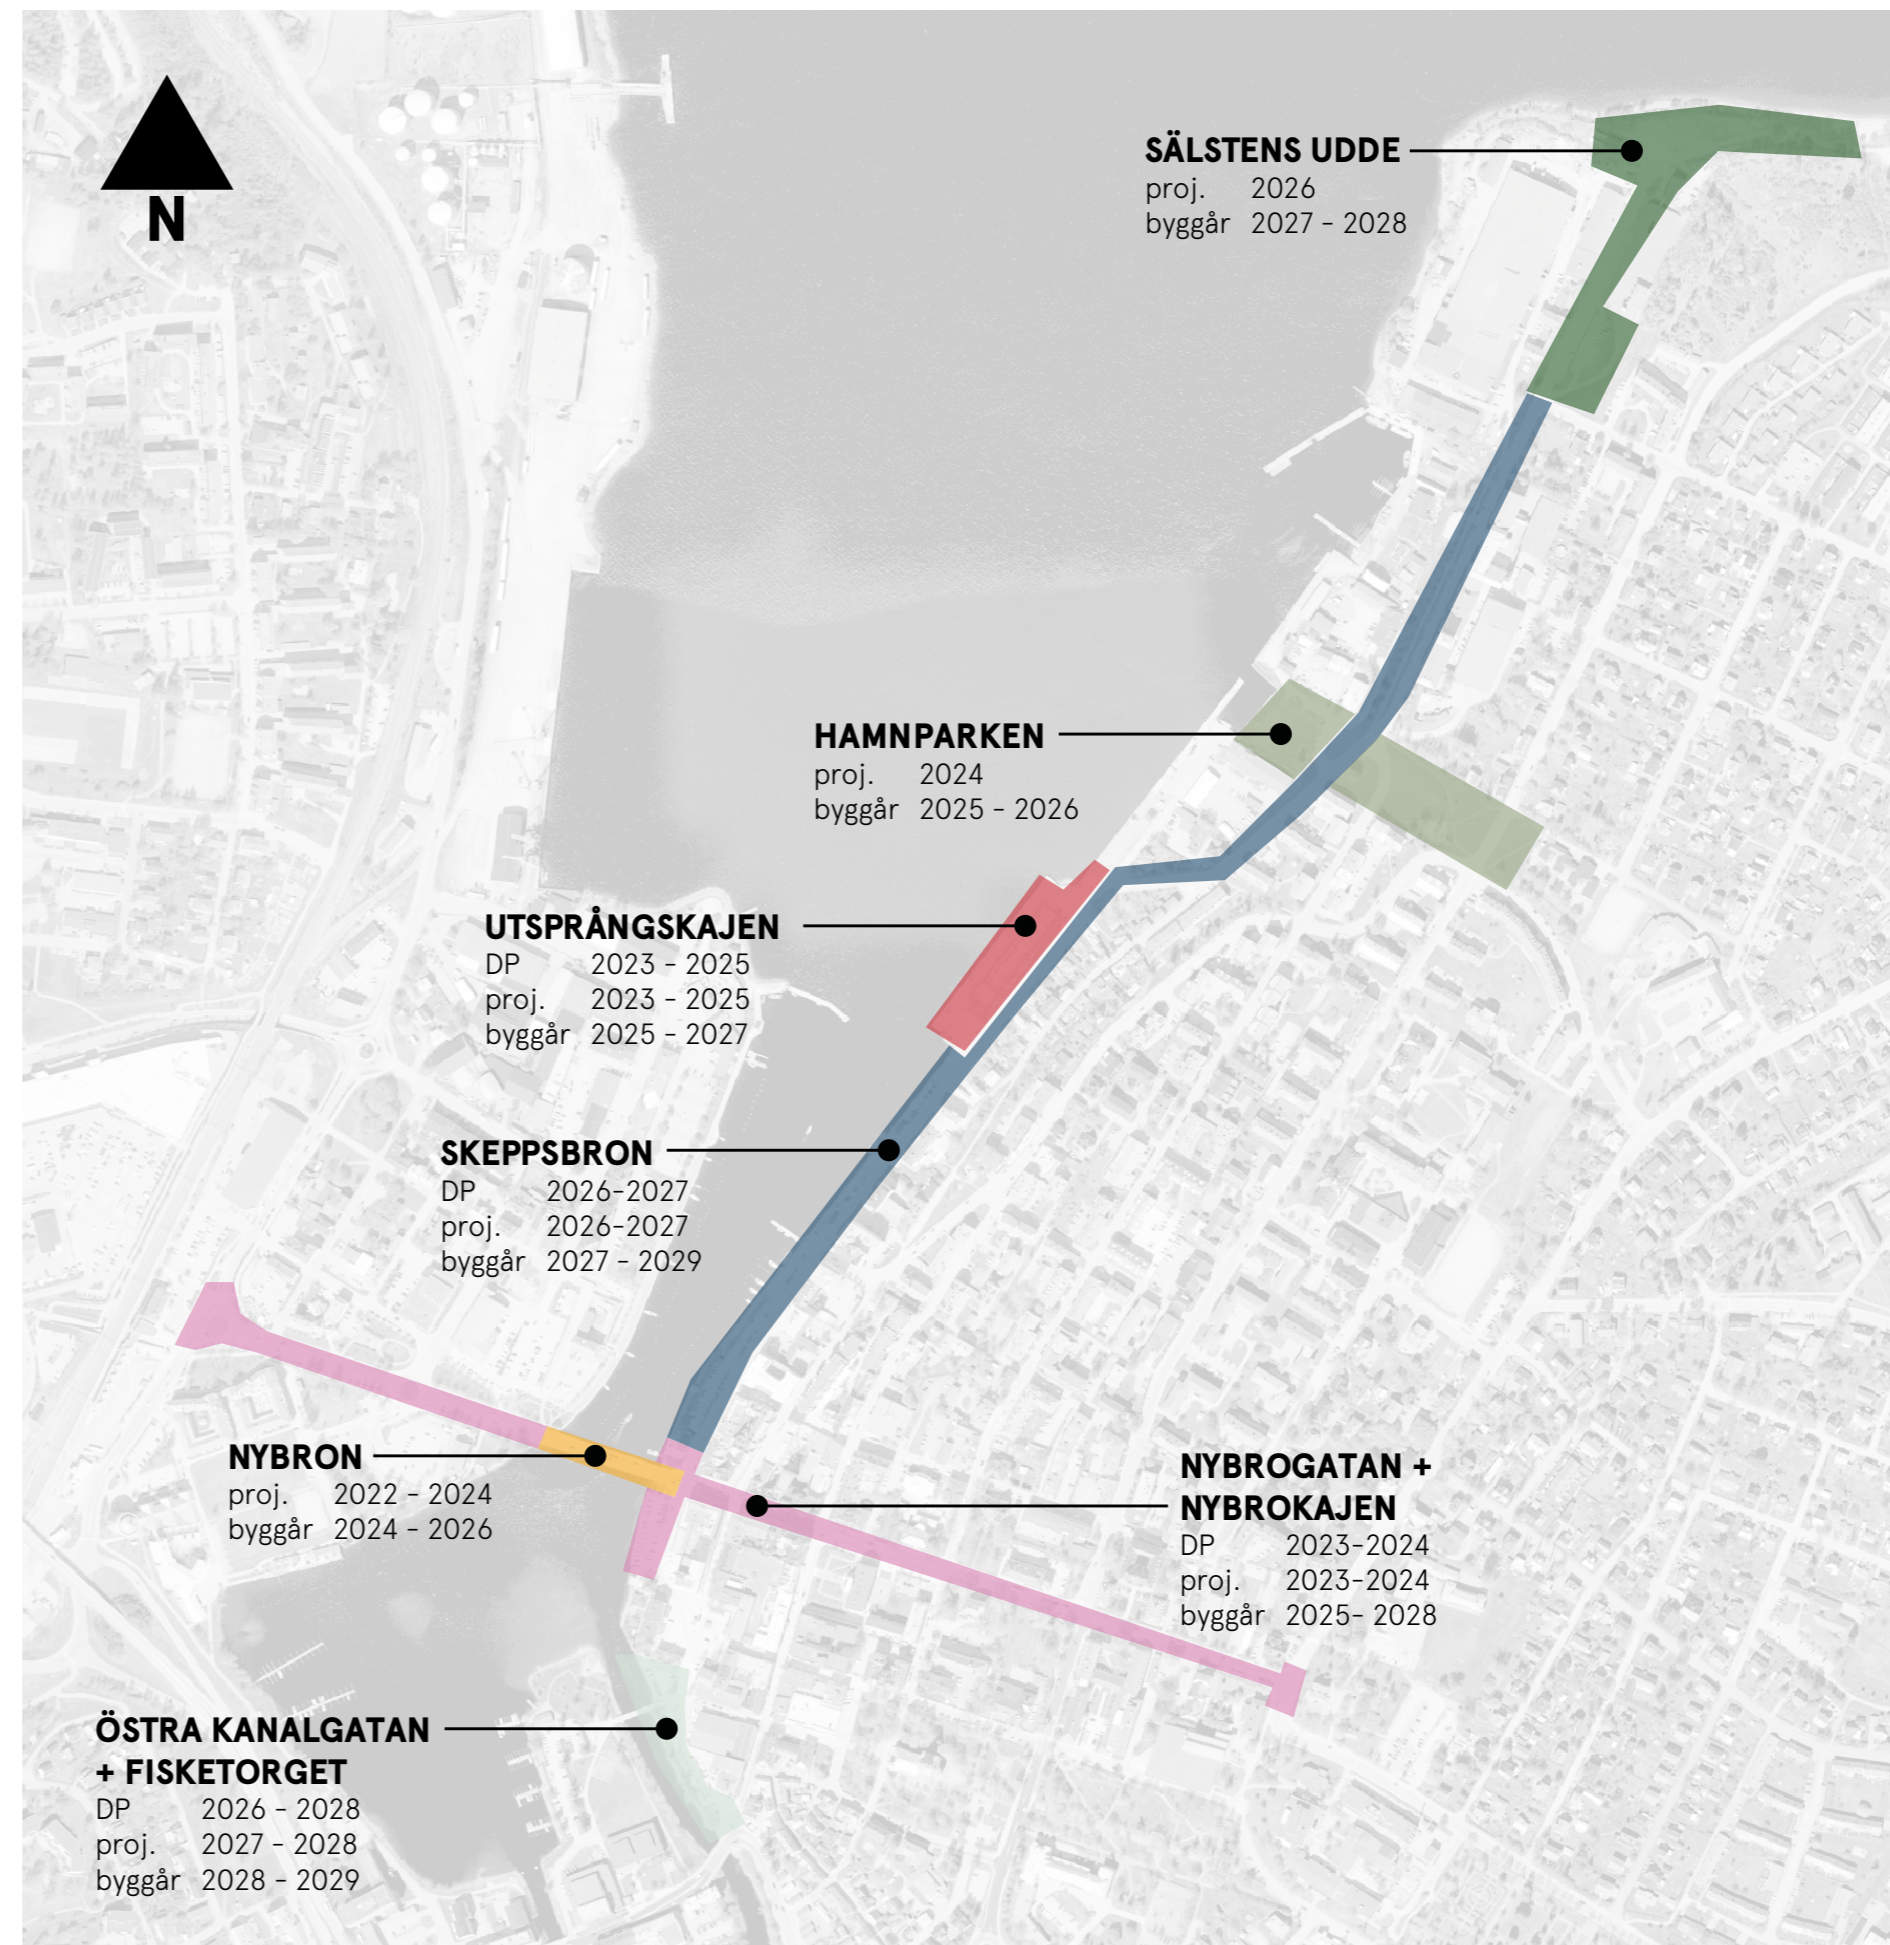 N
SÄLSTENS UDDE
proj. 2026
byggår 2027 - 2028
HAMNPARKEN
proj. 2024
byggår 2025 - 2026
UTSPRÅNGSKAJEN
DP 2023 - 2025
proj. 2023 - 2025
byggår 2025 - 2027
SKEPPSBRON
DP 2026-2027
proj. 2026-2027
byggår 2027 - 2029
NYBRON
proj. 2022 - 2024
byggår 2024 - 2026
NYBROGATAN +
NYBROKAJEN
DP 2023-2024
proj. 2023-2024
byggår 2025- 2028
ÖSTRA KANALGATAN
+ FISKETORGET
DP 2026 - 2028
proj. 2027 - 2028
byggår 2028 - 2029